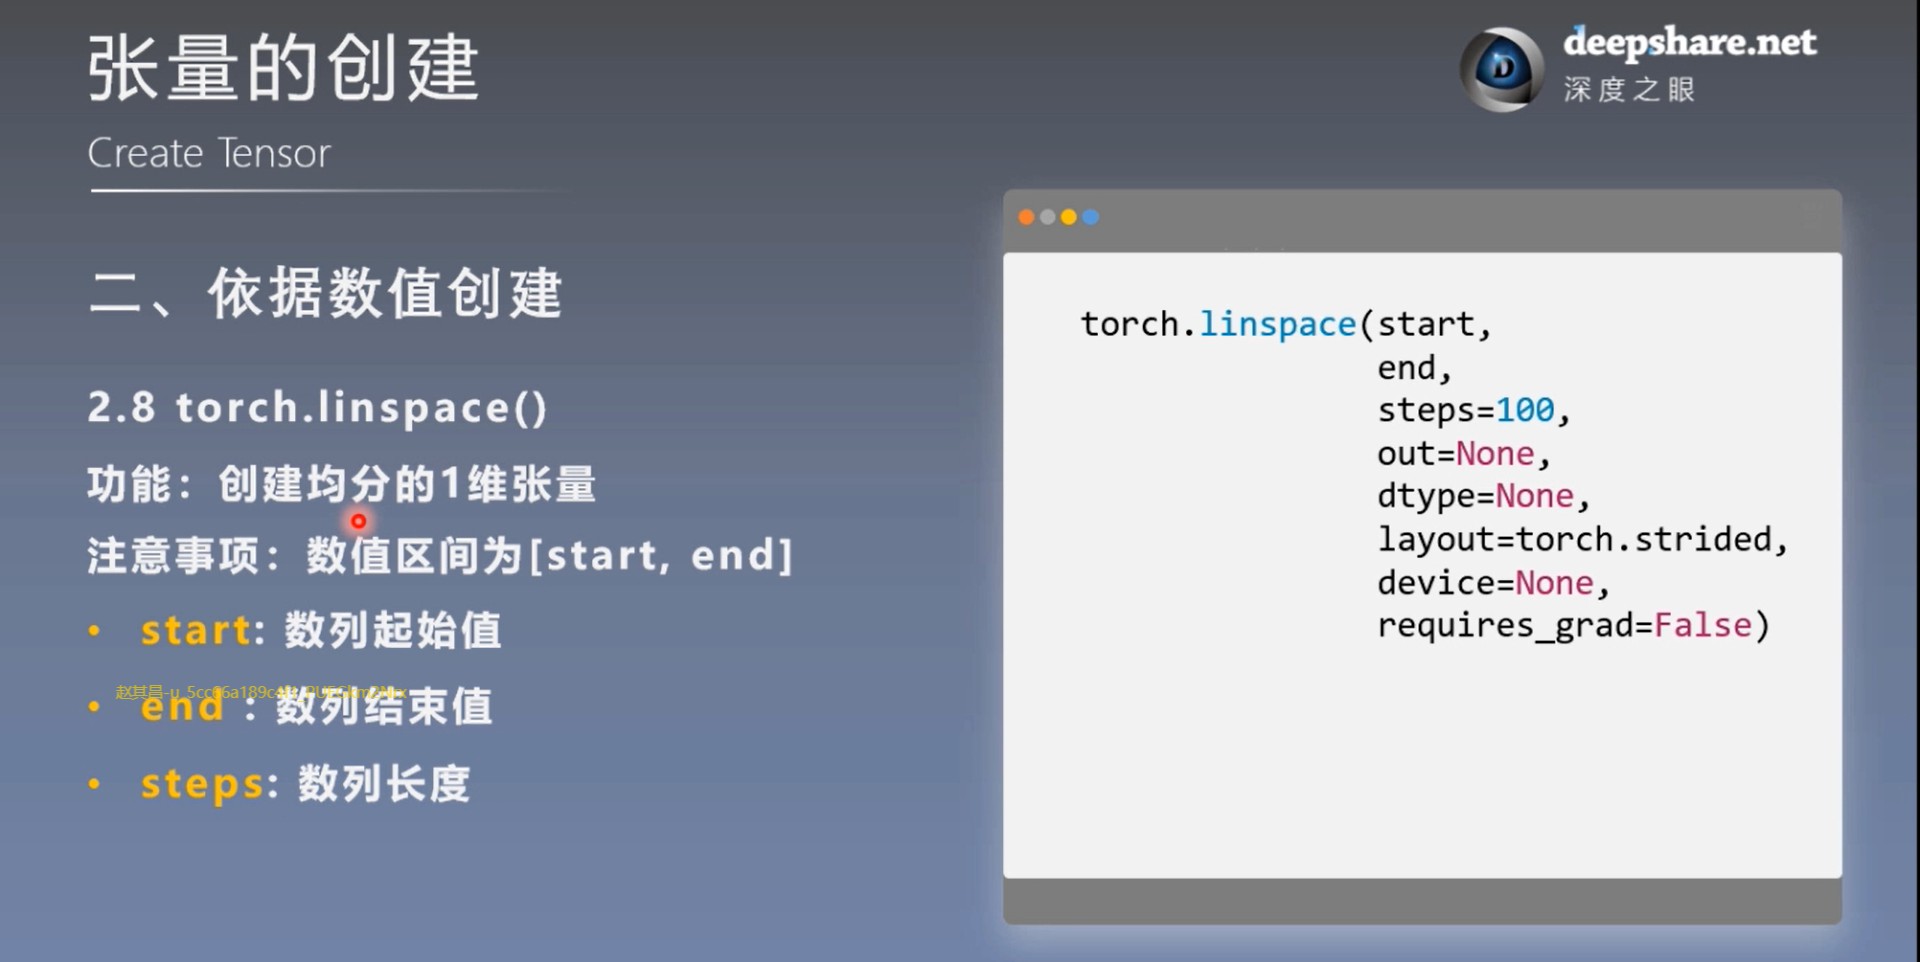 张量的创建
Create Tensor
deepshare.net
深度之眼
二、依据数值创建
2.8 torch.linspace()
功能：创建均分的1维张量
注意事项：数值区间为[start, end]
• start: 数列起始值
• end : 数列结束值
• steps: 数列长度
torch.linspace(start,
end,
steps=100,
out=None,
dtype=None,
layout=torch.strided,
device=None,
requires_grad=False)